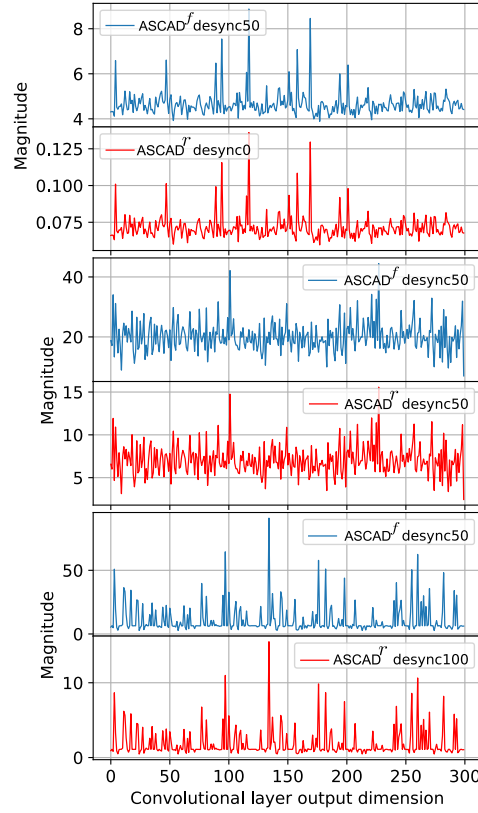 8
6
4
Magnitude
ASCAD^f desync50
0.125
0.100
0.075
ASCAD^r desync0
40
20
Magnitude
ASCAD^f desync50
15
10
5
ASCAD^r desync50
50
0
Magnitude
ASCAD^f desync50
10
0
ASCAD^r desync100
0 50 100 150 200 250 300
Convolutional layer output dimension